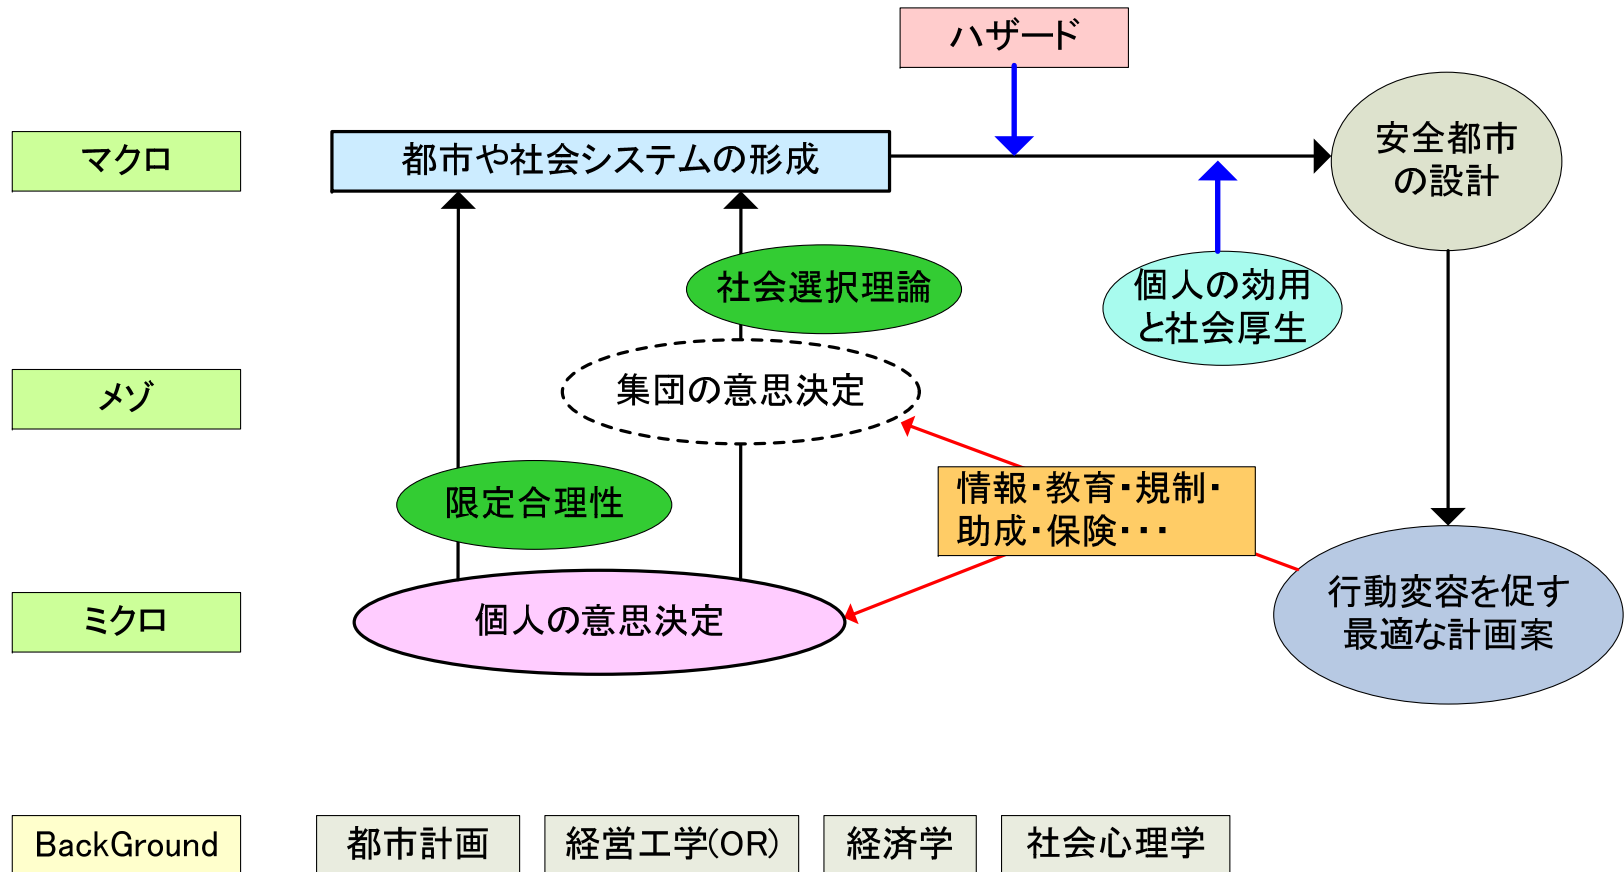 ハザード
マクロ
都市や社会システムの形成
安全都市
の設計
社会選択理論
個人の効用
と社会厚生
メゾ
集団の意思決定
限定合理性
情報・教育・規制・
助成・保険・・・
ミクロ
個人の意思決定
行動変容を促す
最適な計画案
BackGround
都市計画
経営工学(OR)
経済学
社会心理学